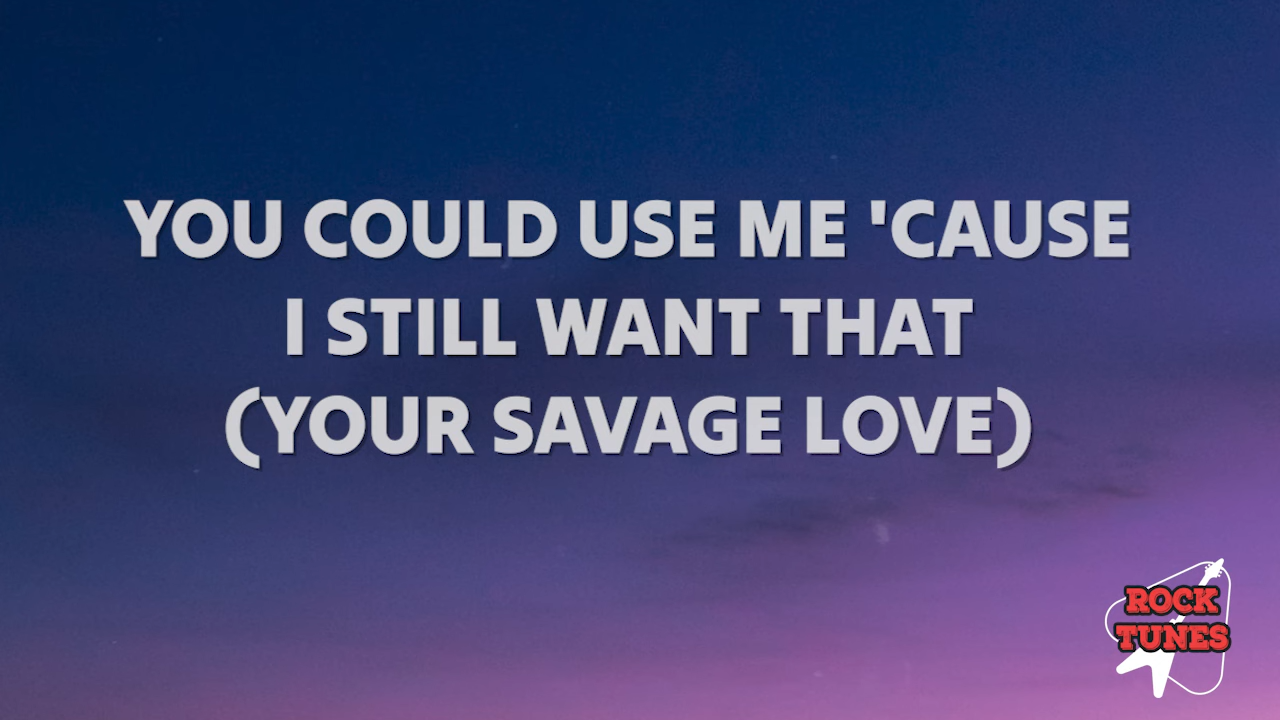 YOU COULD USE ME 'CAUSE
I STILL WANT THAT
(YOUR SAVAGE LOVE)
ROCK
TUNES